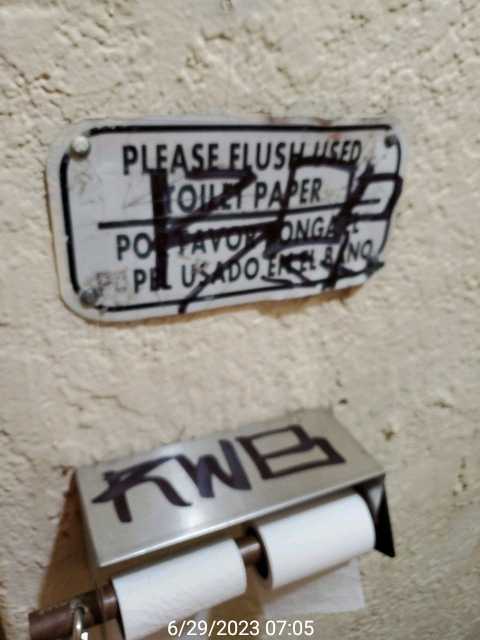 PLEASE FLUSH USED
TOILET PAPER
POR FAVOR PONGA EL
PEL USADO EN EL BANO
KWB
6/29/2023 07:05